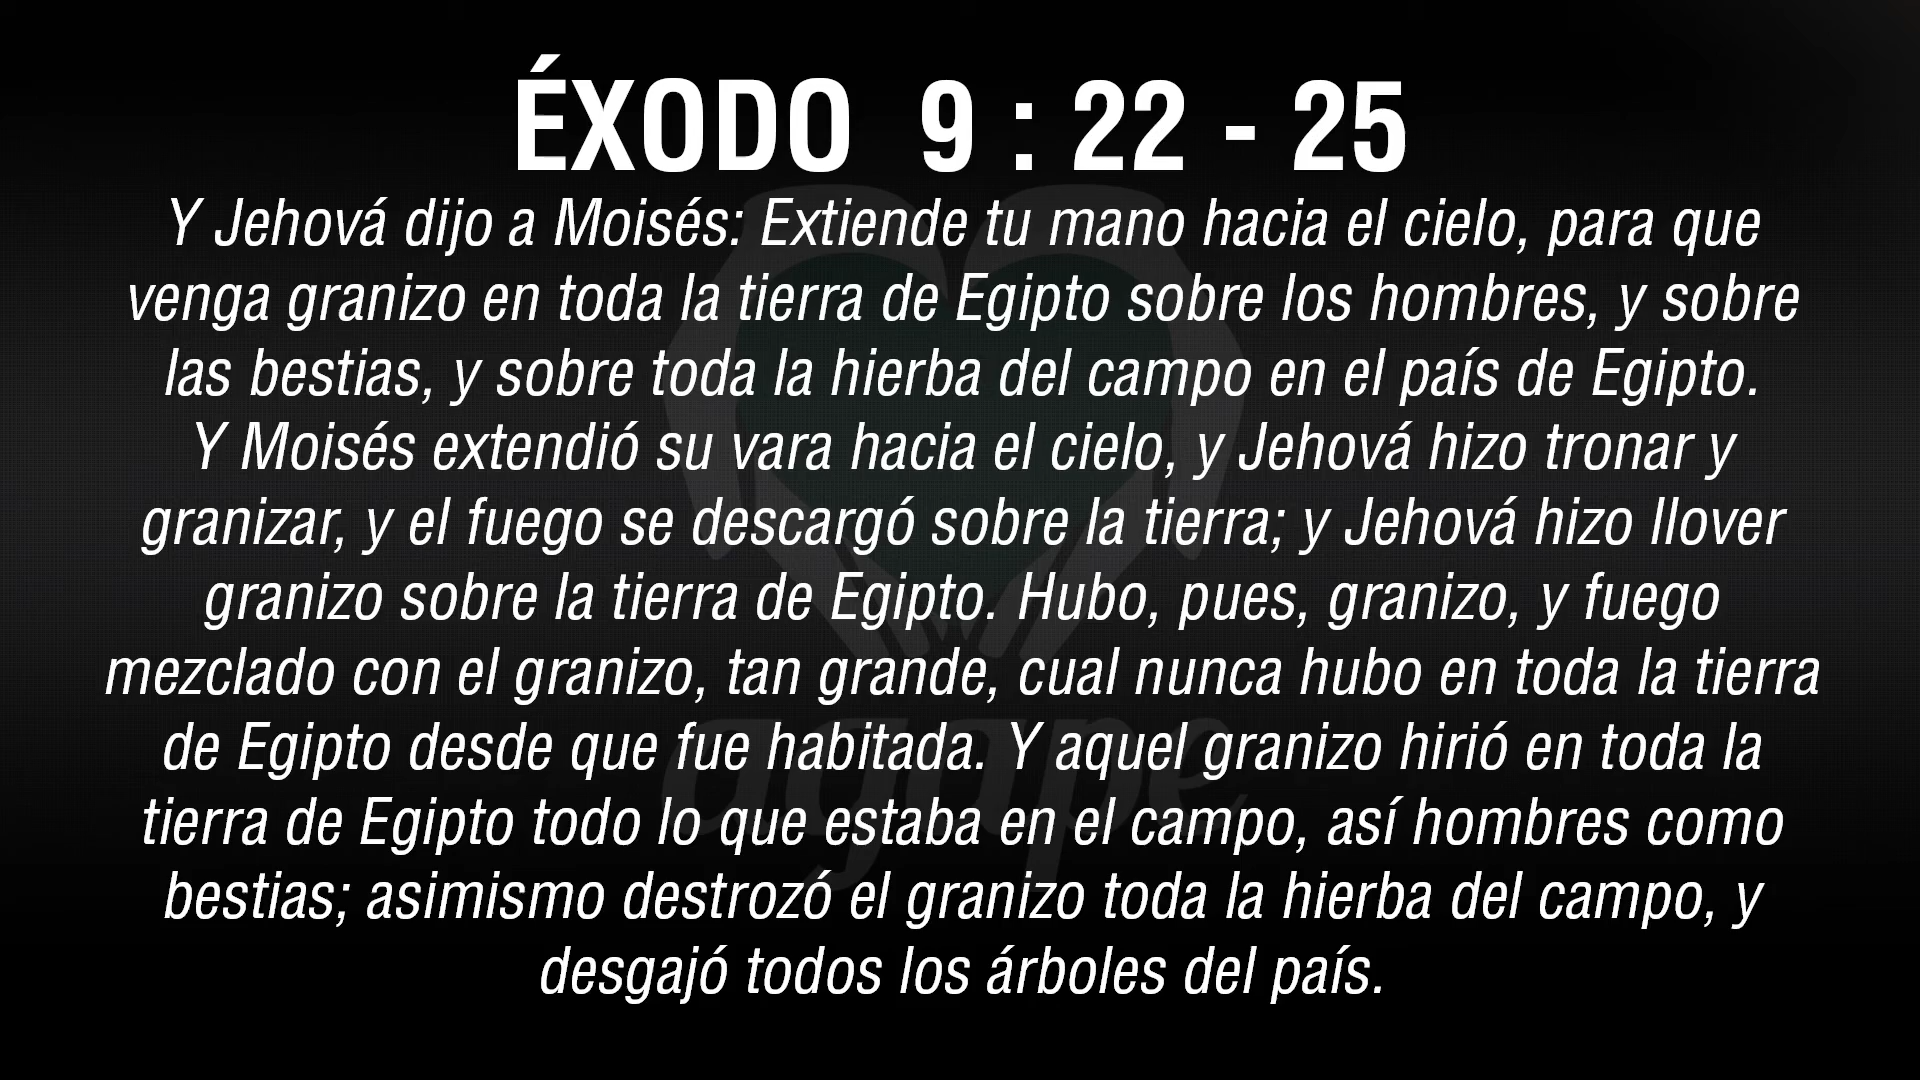 ÉXODO 9 : 22 - 25
Y Jehová dijo a Moisés: Extiende tu mano hacia el cielo, para que
venga granizo en toda la tierra de Egipto sobre los hombres, y sobre
las bestias, y sobre toda la hierba del campo en el país de Egipto.
Y Moisés extendió su vara hacia el cielo, y Jehová hizo tronar y
granizar, y el fuego se descargó sobre la tierra; y Jehová hizo llover
granizo sobre la tierra de Egipto. Hubo, pues, granizo, y fuego
mezclado con el granizo, tan grande, cual nunca hubo en toda la tierra
de Egipto desde que fue habitada. Y aquel granizo hirió en toda la
tierra de Egipto todo lo que estaba en el campo, así hombres como
bestias; asimismo destrozó el granizo toda la hierba del campo, y
desgajó todos los árboles del país.
agape